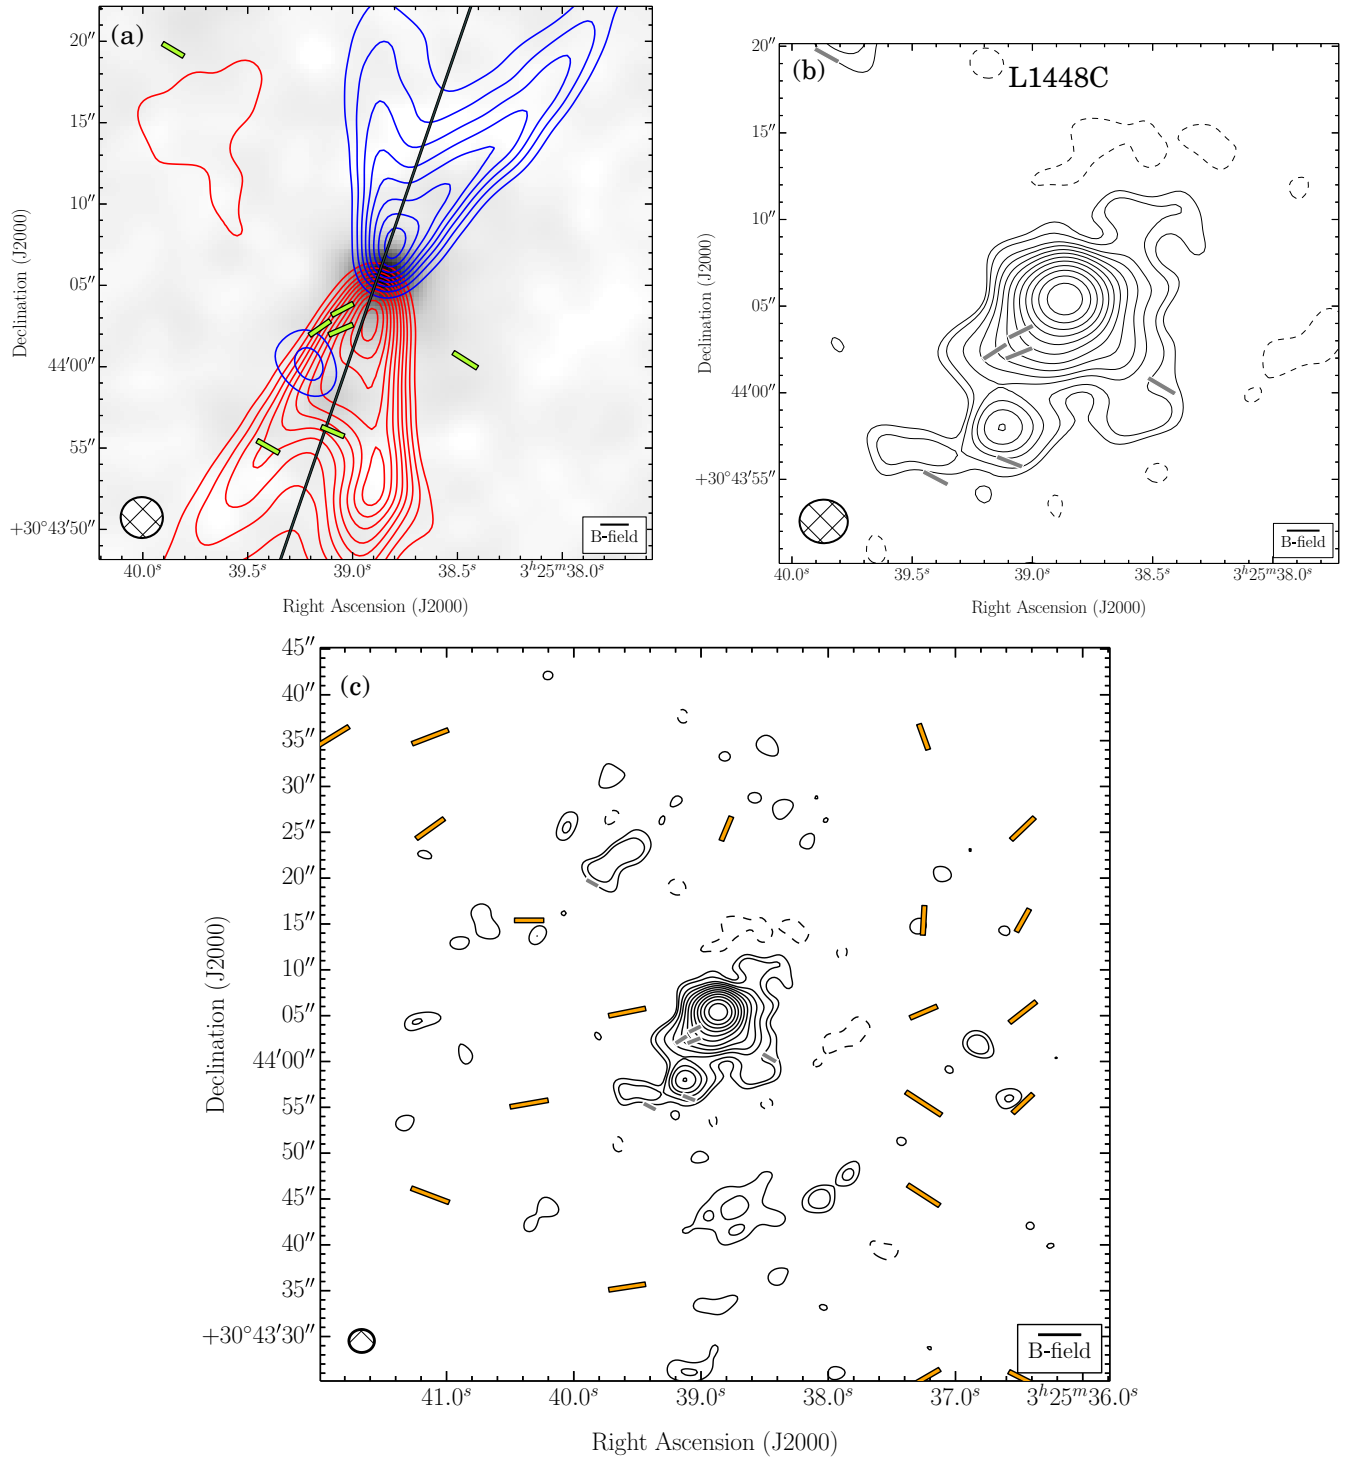 (a)
20″
15″
10″
05″
44′00″
55″
+30°43′50″
Declination (J2000)
40.0ˢ 39.5ˢ 39.0ˢ 38.5ˢ 3ʰ25ᵐ38.0ˢ
Right Ascension (J2000)
B-field
(b)
L1448C
20″
15″
10″
05″
44′00″
+30°43′55″
Declination (J2000)
40.0ˢ 39.5ˢ 39.0ˢ 38.5ˢ 3ʰ25ᵐ38.0ˢ
Right Ascension (J2000)
B-field
(c)
45″
40″
35″
30″
25″
20″
15″
10″
05″
44′00″
55″
50″
45″
40″
35″
+30°43′30″
Declination (J2000)
41.0ˢ 40.0ˢ 39.0ˢ 38.0ˢ 37.0ˢ 3ʰ25ᵐ36.0ˢ
Right Ascension (J2000)
B-field